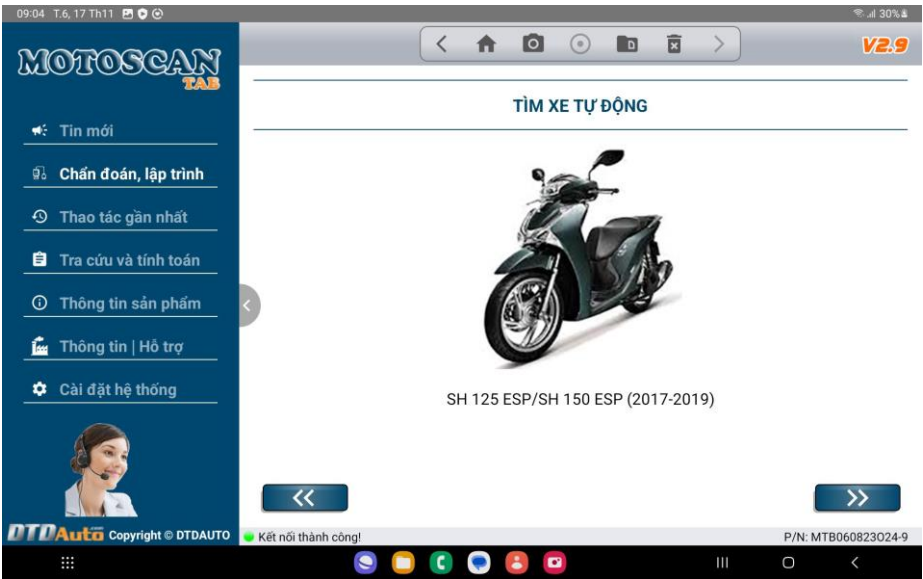 09:04 T.6, 17 Th11
30%
MOTOSCAN
TAB
V2.9
TÌM XE TỰ ĐỘNG
Tin mới
Chẩn đoán, lập trình
Thao tác gần nhất
Tra cứu và tính toán
Thông tin sản phẩm
Thông tin | Hỗ trợ
Cài đặt hệ thống
SH 125 ESP/SH 150 ESP (2017-2019)
DTDAuto.com Copyright © DTDAUTO
Kết nối thành công!
P/N: MTB060823O24-9